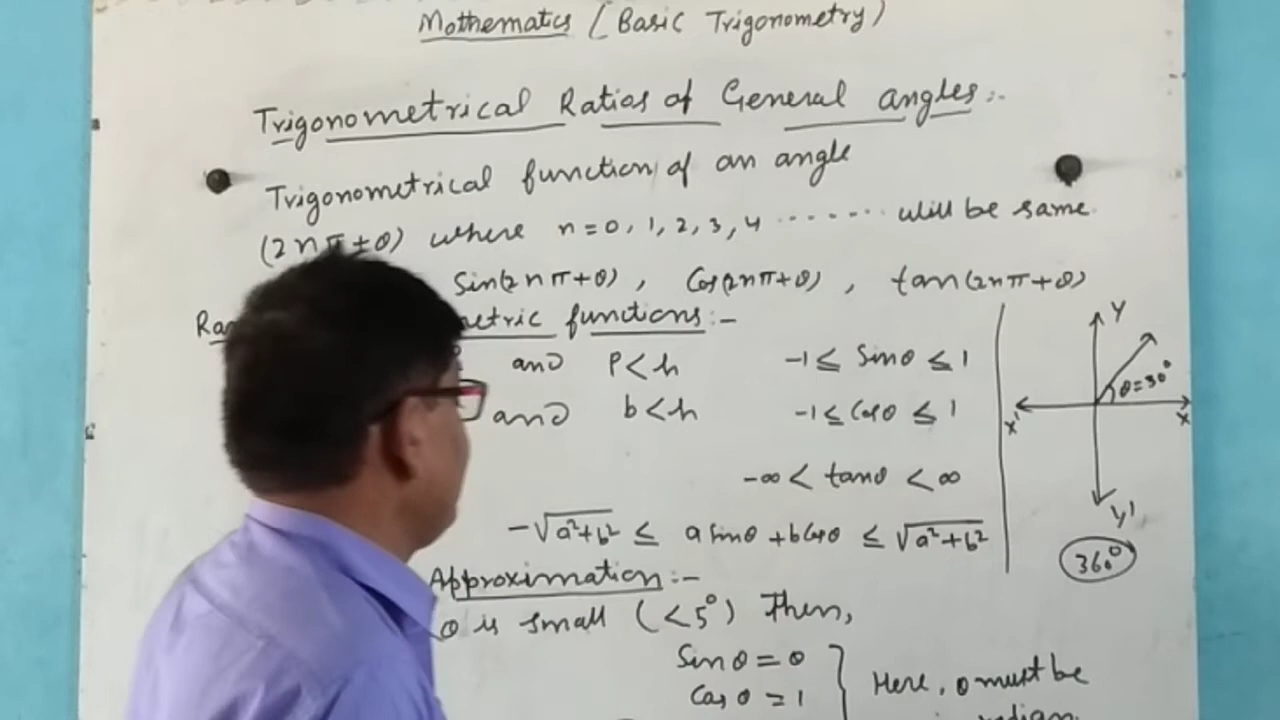 Mathematics (Basic Trigonometry)
Trigonometrical Ratios of General angles:-
Trigonometrical function of an angle
(2nπ±θ) where n=0,1,2,3,4 ....... will be same.
Sin(2nπ+θ), Cos(2nπ+θ), tan(2nπ+θ)
functions:-
and P<h -1≤ Sinθ ≤1
and b<h -1≤Cosθ ≤1
-∞< tanθ <∞
-√a²+b² ≤ a sinθ +b Cosθ ≤ √a²+b²
Y
θ=30°
X' X
Y'
360°
Approximation:-
θ is small (<5°) Then,
Sinθ=θ
Cosθ=1
Here, θ must be
radian